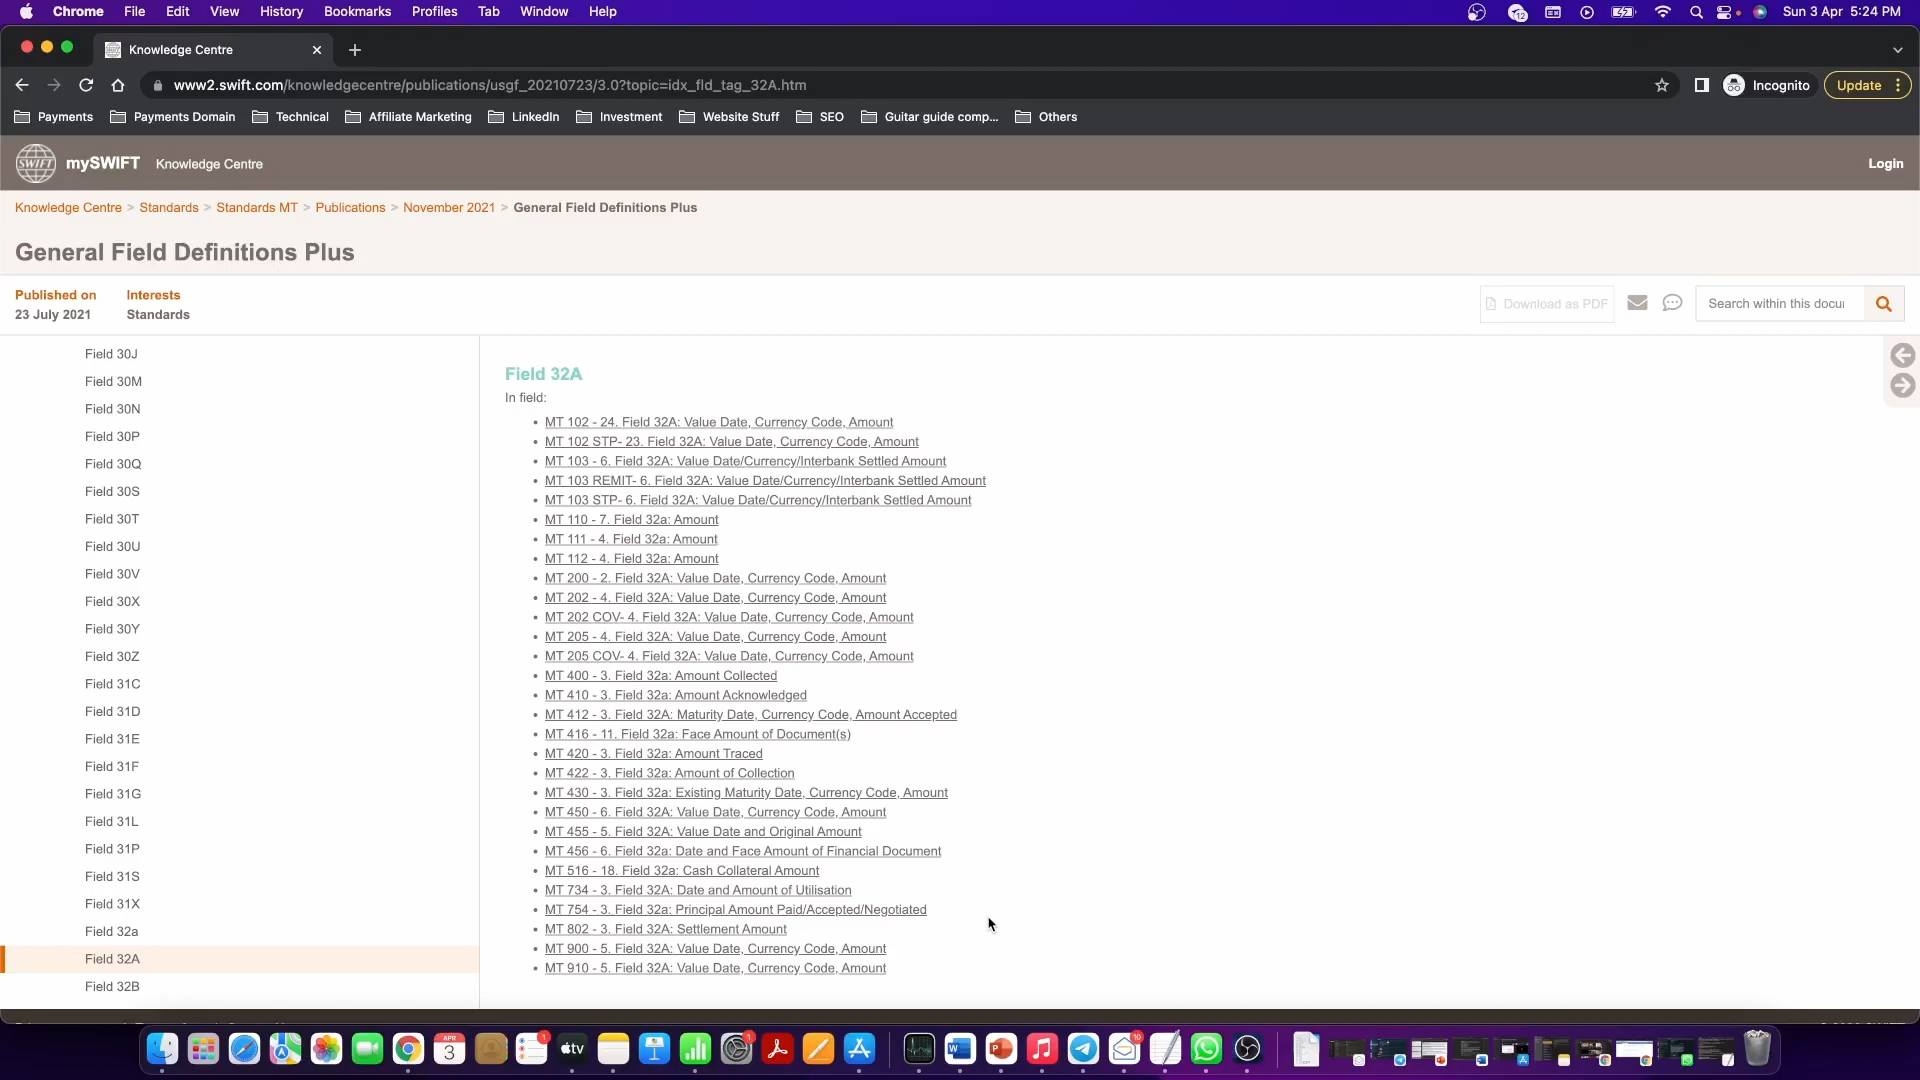 Chrome File Edit View History Bookmarks Profiles Tab Window Help
12
Sun 3 Apr 5:24 PM
Knowledge Centre
www2.swift.com/knowledgecentre/publications/usgf_20210723/3.0?topic=idx_fld_tag_32A.htm
Incognito
Update
Payments
Payments Domain
Technical
Affiliate Marketing
LinkedIn
Investment
Website Stuff
SEO
Guitar guide comp...
Others
SWIFT
mySWIFT Knowledge Centre
Login
Knowledge Centre > Standards > Standards MT > Publications > November 2021 > General Field Definitions Plus
General Field Definitions Plus
Published on
23 July 2021
Interests
Standards
Download as PDF
Search within this docu
Field 30J
Field 30M
Field 30N
Field 30P
Field 30Q
Field 30S
Field 30T
Field 30U
Field 30V
Field 30X
Field 30Y
Field 30Z
Field 31C
Field 31D
Field 31E
Field 31F
Field 31G
Field 31L
Field 31P
Field 31S
Field 31X
Field 32a
Field 32A
Field 32B
Field 32A
In field:
• MT 102 - 24. Field 32A: Value Date, Currency Code, Amount
• MT 102 STP- 23. Field 32A: Value Date, Currency Code, Amount
• MT 103 - 6. Field 32A: Value Date/Currency/Interbank Settled Amount
• MT 103 REMIT- 6. Field 32A: Value Date/Currency/Interbank Settled Amount
• MT 103 STP- 6. Field 32A: Value Date/Currency/Interbank Settled Amount
• MT 110 - 7. Field 32a: Amount
• MT 111 - 4. Field 32a: Amount
• MT 112 - 4. Field 32a: Amount
• MT 200 - 2. Field 32A: Value Date, Currency Code, Amount
• MT 202 - 4. Field 32A: Value Date, Currency Code, Amount
• MT 202 COV- 4. Field 32A: Value Date, Currency Code, Amount
• MT 205 - 4. Field 32A: Value Date, Currency Code, Amount
• MT 205 COV- 4. Field 32A: Value Date, Currency Code, Amount
• MT 400 - 3. Field 32a: Amount Collected
• MT 410 - 3. Field 32a: Amount Acknowledged
• MT 412 - 3. Field 32A: Maturity Date, Currency Code, Amount Accepted
• MT 416 - 11. Field 32a: Face Amount of Document(s)
• MT 420 - 3. Field 32a: Amount Traced
• MT 422 - 3. Field 32a: Amount of Collection
• MT 430 - 3. Field 32a: Existing Maturity Date, Currency Code, Amount
• MT 450 - 6. Field 32A: Value Date, Currency Code, Amount
• MT 455 - 5. Field 32A: Value Date and Original Amount
• MT 456 - 6. Field 32a: Date and Face Amount of Financial Document
• MT 516 - 18. Field 32a: Cash Collateral Amount
• MT 734 - 3. Field 32A: Date and Amount of Utilisation
• MT 754 - 3. Field 32a: Principal Amount Paid/Accepted/Negotiated
• MT 802 - 3. Field 32A: Settlement Amount
• MT 900 - 5. Field 32A: Value Date, Currency Code, Amount
• MT 910 - 5. Field 32A: Value Date, Currency Code, Amount
APR
3
1
tv
1
10